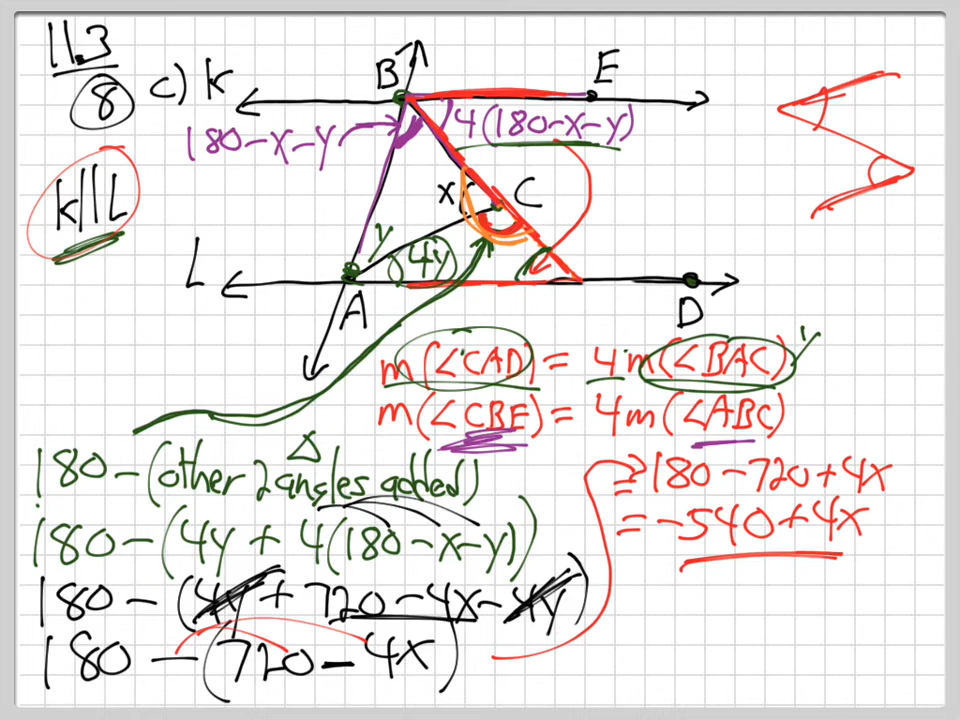 11.3
8 c) K
B
E
180-x-y
4(180-x-y)
K||L
x
C
y
4y
L
A
D
m(∠CAD) = 4m(∠BAC) y
m(∠CBE) = 4m(∠ABC)
180-(other 2 angles added)
180-(4y + 4(180-x-y))
180-(4y + 720-4x-4y)
180-(720-4x)
= 180-720+4x
= -540+4x